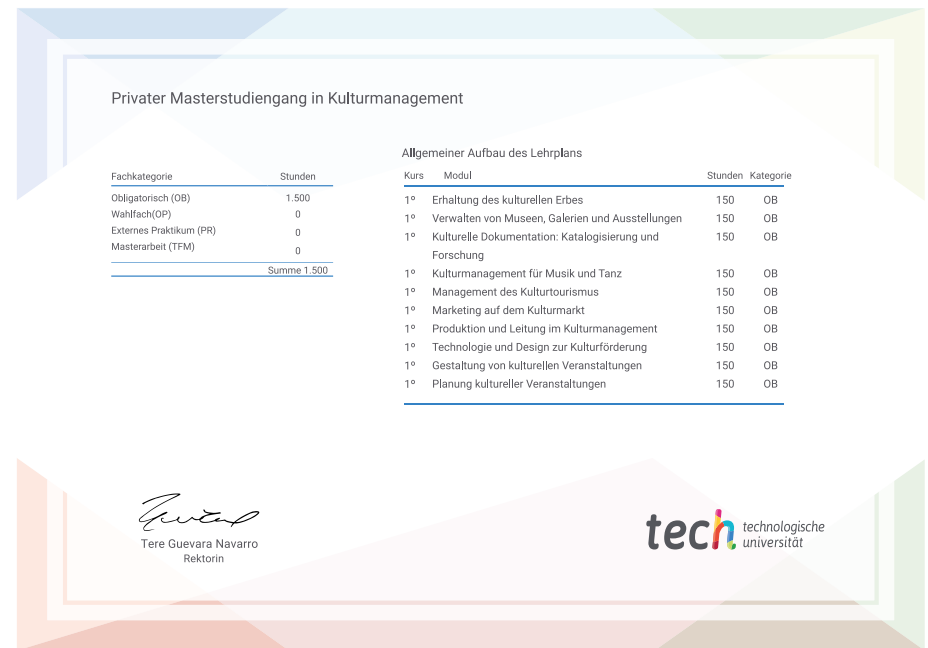 Privater Masterstudiengang in Kulturmanagement
Fachkategorie Stunden
Obligatorisch (OB) 1.500
Wahlfach(OP) 0
Externes Praktikum (PR) 0
Masterarbeit (TFM) 0
Summe 1.500
Allgemeiner Aufbau des Lehrplans
Kurs Modul Stunden Kategorie
1º Erhaltung des kulturellen Erbes 150 OB
1º Verwalten von Museen, Galerien und Ausstellungen 150 OB
1º Kulturelle Dokumentation: Katalogisierung und 150 OB
Forschung
1º Kulturmanagement für Musik und Tanz 150 OB
1º Management des Kulturtourismus 150 OB
1º Marketing auf dem Kulturmarkt 150 OB
1º Produktion und Leitung im Kulturmanagement 150 OB
1º Technologie und Design zur Kulturförderung 150 OB
1º Gestaltung von kulturellen Veranstaltungen 150 OB
1º Planung kultureller Veranstaltungen 150 OB
Tere Guevara Navarro
Rektorin
tech technologische
universität